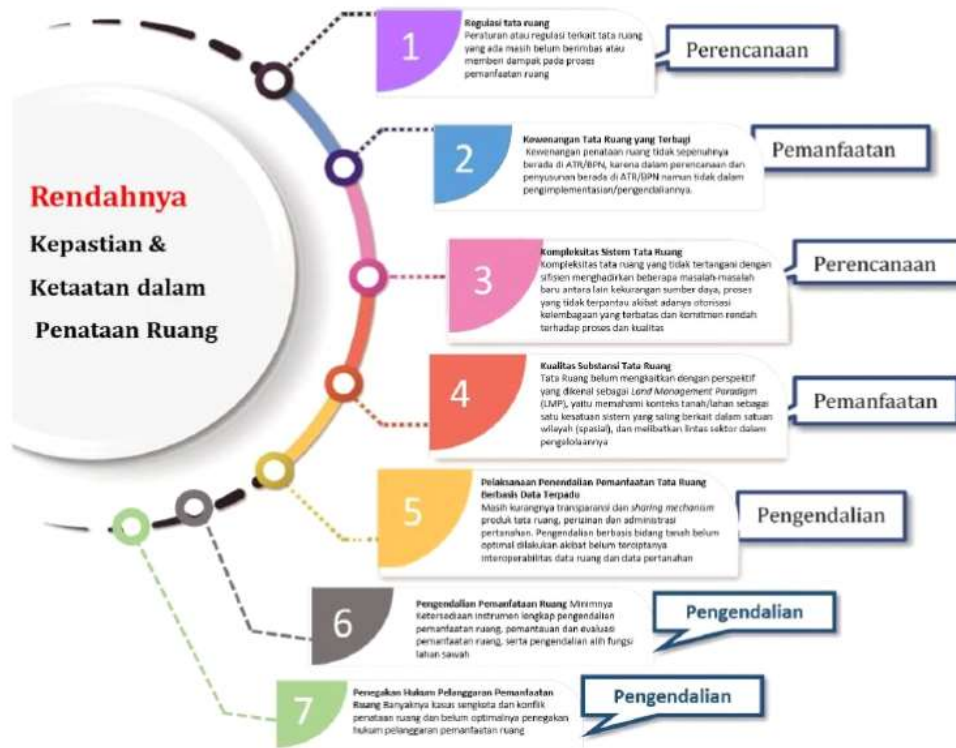 Rendahnya
Kepastian &
Ketaatan dalam
Penataan Ruang
1
Regulasi tata ruang
Peraturan atau regulasi terkait tata ruang
yang ada masih belum berimbas atau
memberi dampak pada proses
pemanfaatan ruang
Perencanaan
2
Kewenangan Tata Ruang yang Terbagi
Kewenangan penataan ruang tidak sepenuhnya
berada di ATR/BPN, karena dalam perencanaan dan
penyusunan berada di ATR/BPN namun tidak dalam
pengimplementasian/pengendaliannya.
Pemanfaatan
3
Kompleksitas Sistem Tata Ruang
Kompleksitas tata ruang yang tidak tertangani dengan
sifisien menghadirkan beberapa masalah-masalah
baru antara lain kekurangan sumber daya, proses
yang tidak terpantau akibat adanya otorisasi
kelembagaan yang terbatas dan komitmen rendah
terhadap proses dan kualitas
Perencanaan
4
Kualitas Substansi Tata Ruang
Tata Ruang belum mengkaitkan dengan perspektif
yang dikenal sebagai Land Management Paradigm
(LMP), yaitu memahami konteks tanah/lahan sebagai
satu kesatuan sistem yang saling berkait dalam satuan
wilayah (spasial), dan melibatkan lintas sektor dalam
pengelolaannya
Pemanfaatan
5
Pelaksanaan Penendalian Pemanfaatan Tata Ruang
Berbasis Data Terpadu
Masih kurangnya transparansi dan sharing mechanism
produk tata ruang, perizinan dan administrasi
pertanahan. Pengendalian berbasis bidang tanah belum
optimal dilakukan akibat belum terciptanya
interoperabilitas data ruang dan data pertanahan
Pengendalian
6
Pengendalian Pemanfataan Ruang Minimnya
ketersediaan instrumen lengkap pengendalian
pemanfaatan ruang, pemantauan dan evaluasi
pemanfaatan ruang, serta pengendalian alih fungsi
lahan sawah
Pengendalian
7
Penegakan Hukum Pelanggaran Pemanfaatan
Ruang Banyaknya kasus sengketa dan konflik
penataan ruang dan belum optimalnya penegakan
hukum pelanggaran pemanfaatan ruang
Pengendalian